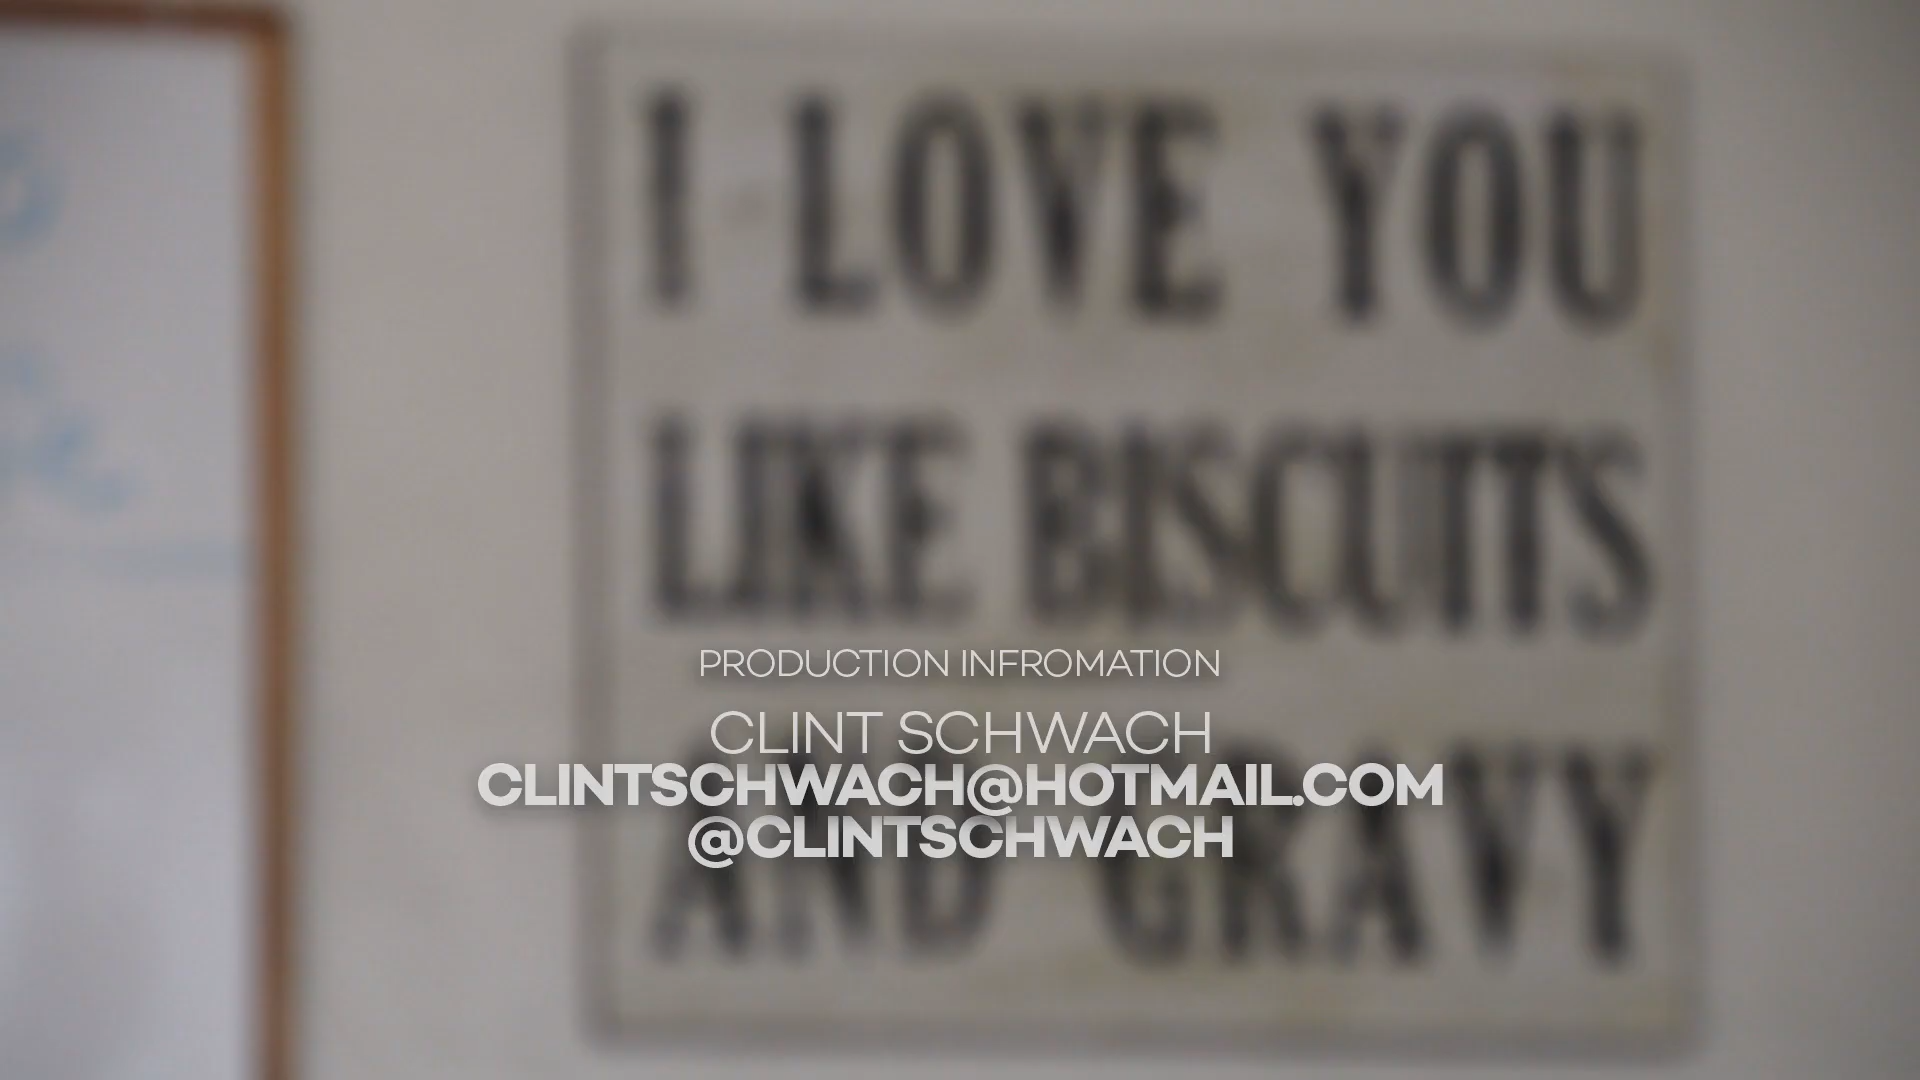 I LOVE YOU
LIKE BISCUITS
AND GRAVY
PRODUCTION INFROMATION
CLINT SCHWACH
CLINTSCHWACH@HOTMAIL.COM
@CLINTSCHWACH